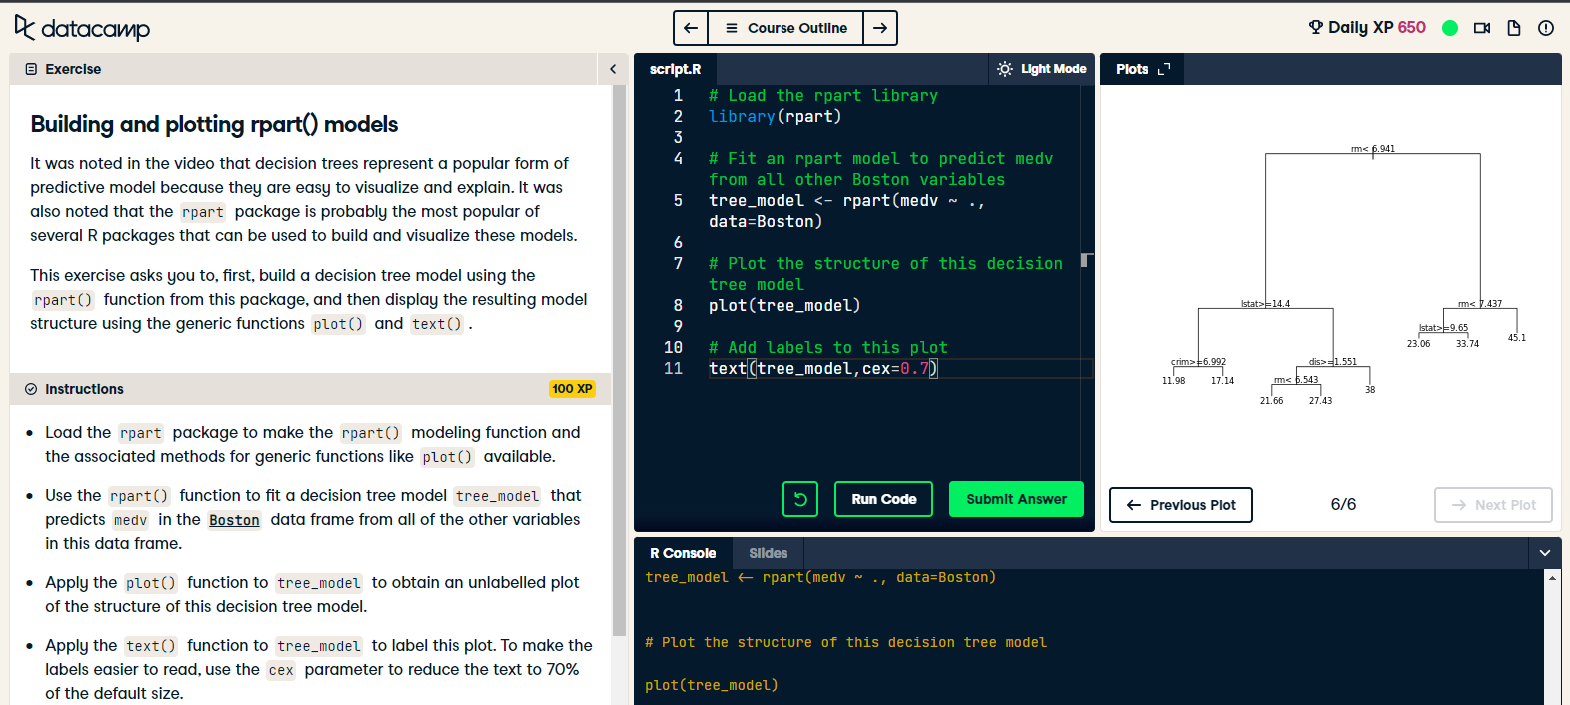 datacamp
Course Outline
Daily XP 650
Exercise
Building and plotting rpart() models
It was noted in the video that decision trees represent a popular form of
predictive model because they are easy to visualize and explain. It was
also noted that the rpart package is probably the most popular of
several R packages that can be used to build and visualize these models.
This exercise asks you to, first, build a decision tree model using the
rpart() function from this package, and then display the resulting model
structure using the generic functions plot() and text() .
Instructions
100 XP
• Load the rpart package to make the rpart() modeling function and
the associated methods for generic functions like plot() available.
• Use the rpart() function to fit a decision tree model tree_model that
predicts medv in the Boston data frame from all of the other variables
in this data frame.
• Apply the plot() function to tree_model to obtain an unlabelled plot
of the structure of this decision tree model.
• Apply the text() function to tree_model to label this plot. To make the
labels easier to read, use the cex parameter to reduce the text to 70%
of the default size.
script.R
Light Mode
1 # Load the rpart library
2 library(rpart)
3
4 # Fit an rpart model to predict medv
from all other Boston variables
5 tree_model <- rpart(medv ~ .,
data=Boston)
6
7 # Plot the structure of this decision
tree model
8 plot(tree_model)
9
10 # Add labels to this plot
11 text(tree_model,cex=0.7)
Run Code
Submit Answer
Plots
rm< 6.941
lstat>=14.4
rm< 7.437
lstat>=9.65
23.06 33.74 45.1
crim>=6.992
dis>=1.551
11.98 17.14
rm< 6.543
38
21.66 27.43
Previous Plot
6/6
Next Plot
R Console
Slides
tree_model <- rpart(medv ~ ., data=Boston)
# Plot the structure of this decision tree model
plot(tree_model)